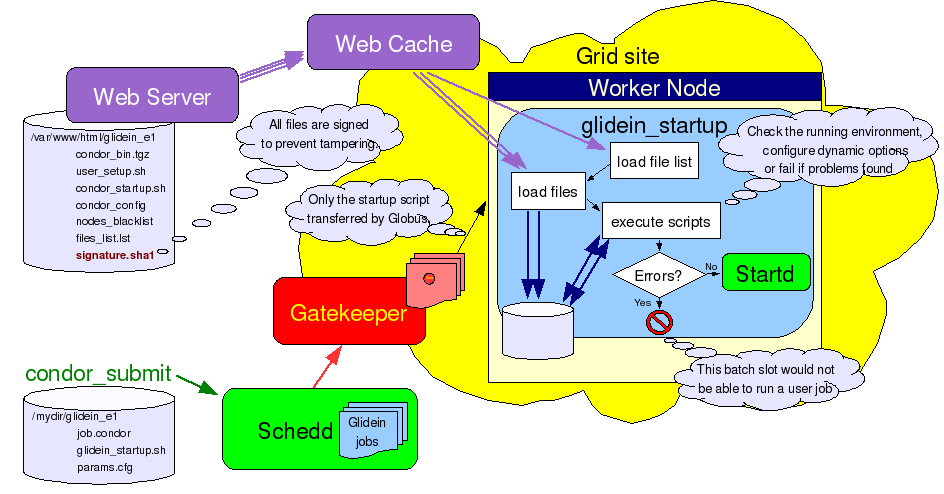 Web Cache
Grid site
Web Server
Worker Node
/var/www/html/glidein_e1
condor_bin.tgz
user_setup.sh
condor_startup.sh
condor_config
nodes_blacklist
files_list.lst
signature.sha1
All files are signed
to prevent tampering
glidein_startup
Check the running environment,
configure dynamic options
or fail if problems found
load file list
load files
Only the startup script
transferred by Globus
execute scripts
Errors?
No
Startd
Yes
Gatekeeper
This batch slot would not
be able to run a user job
condor_submit
/mydir/glidein_e1
job.condor
glidein_startup.sh
params.cfg
Schedd
Glidein
jobs